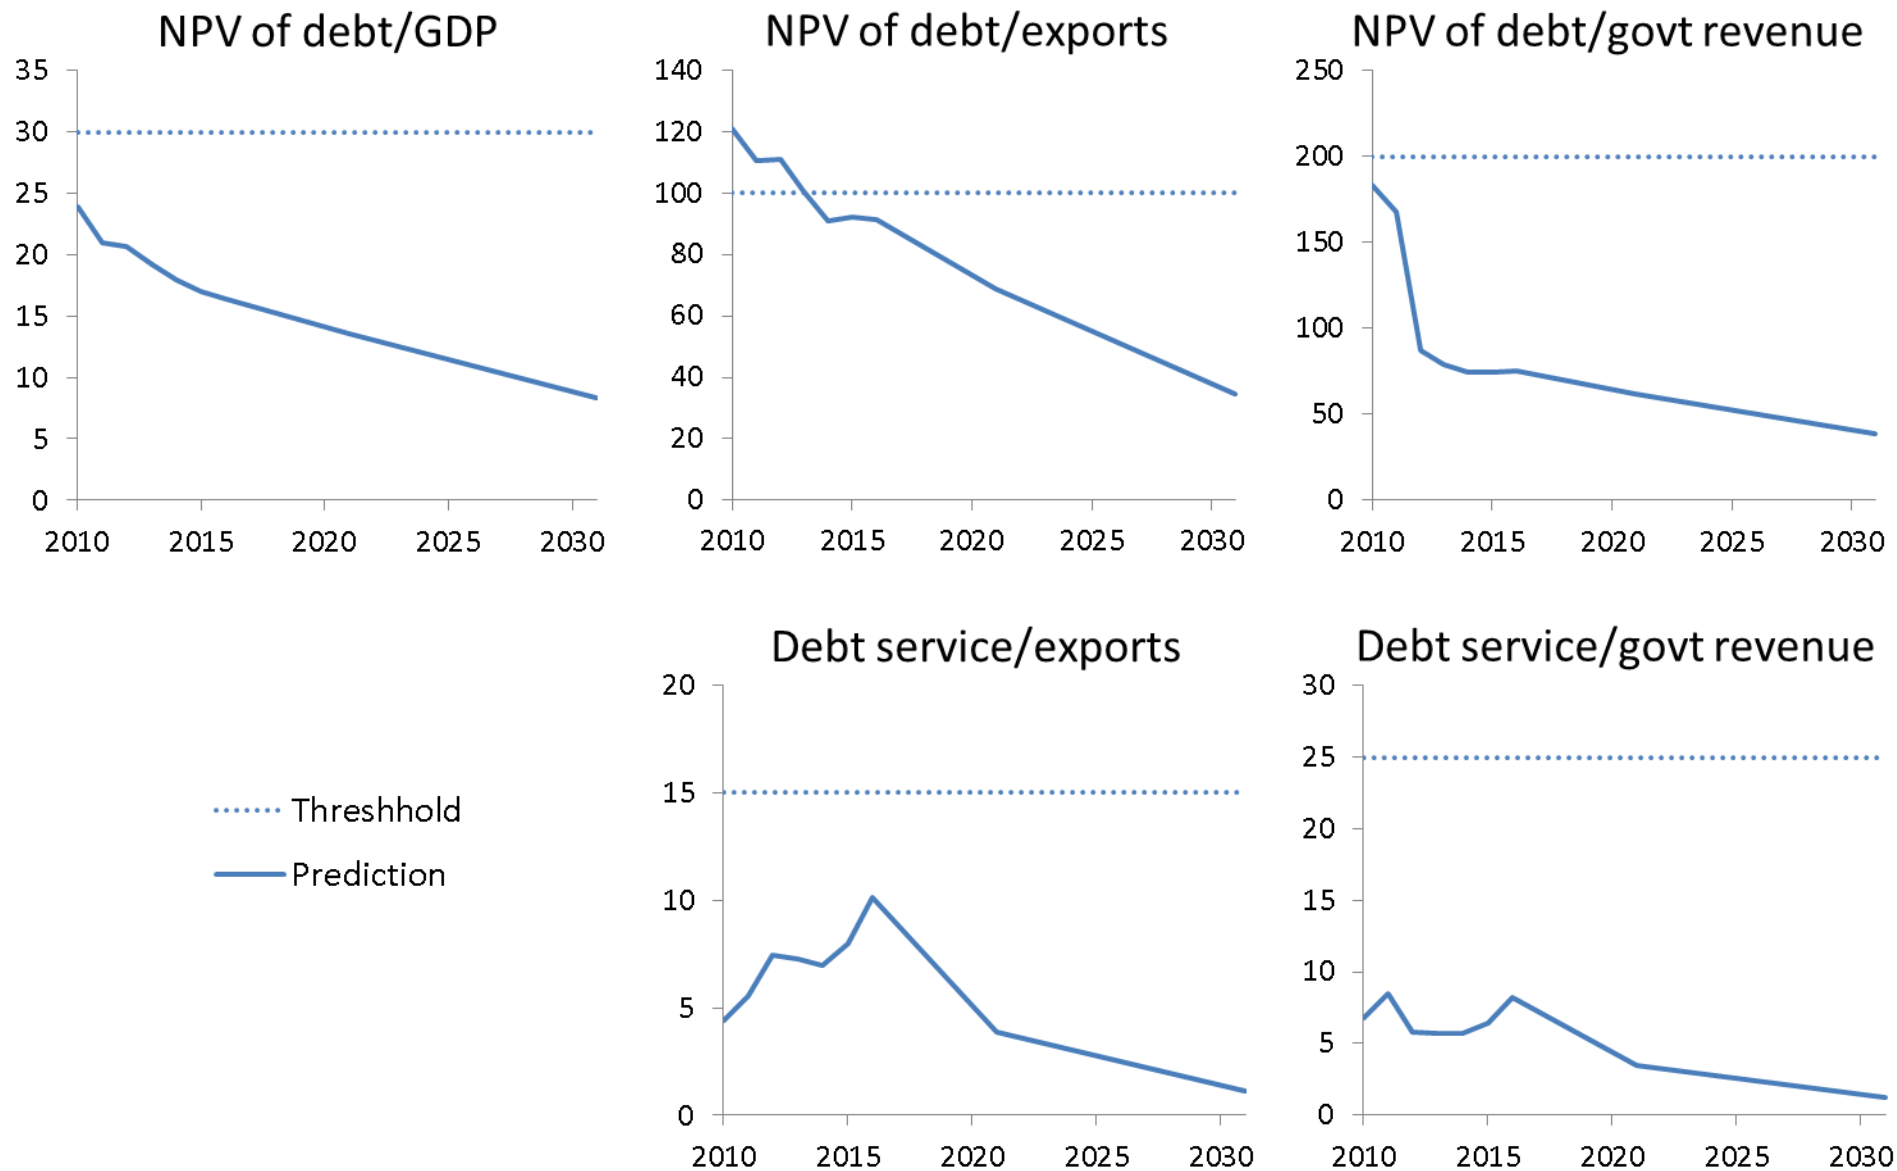 NPV of debt/GDP
35
30
25
20
15
10
5
0
2010 2015 2020 2025 2030
NPV of debt/exports
140
120
100
80
60
40
20
0
2010 2015 2020 2025 2030
NPV of debt/govt revenue
250
200
150
100
50
0
2010 2015 2020 2025 2030
Threshhold
Prediction
Debt service/exports
20
15
10
5
0
2010 2015 2020 2025 2030
Debt service/govt revenue
30
25
20
15
10
5
0
2010 2015 2020 2025 2030